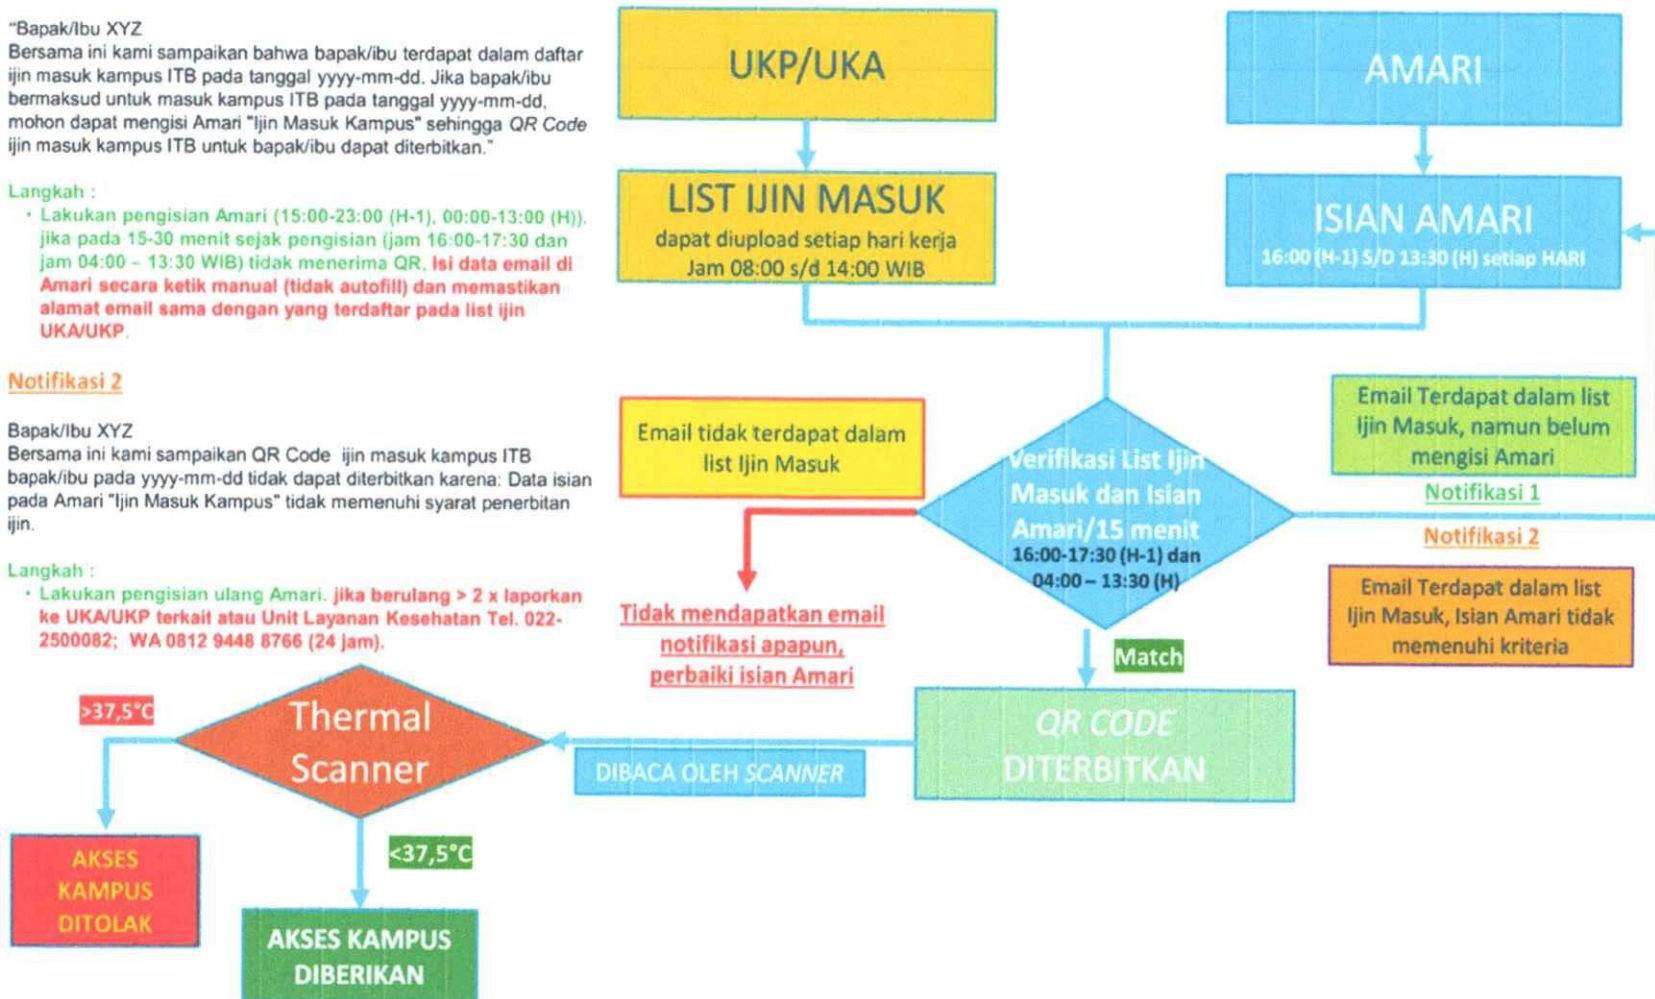 “Bapak/Ibu XYZ
Bersama ini kami sampaikan bahwa bapak/ibu terdapat dalam daftar
ijin masuk kampus ITB pada tanggal yyyy-mm-dd. Jika bapak/ibu
bermaksud untuk masuk kampus ITB pada tanggal yyyy-mm-dd,
mohon dapat mengisi Amari "Ijin Masuk Kampus" sehingga QR Code
ijin masuk kampus ITB untuk bapak/ibu dapat diterbitkan.”
Langkah :
• Lakukan pengisian Amari (15:00-23:00 (H-1), 00:00-13:00 (H)).
jika pada 15-30 menit sejak pengisian (jam 16:00-17:30 dan
jam 04:00 – 13:30 WIB) tidak menerima QR. Isi data email di
Amari secara ketik manual (tidak autofill) dan memastikan
alamat email sama dengan yang terdaftar pada list ijin
UKA/UKP.
Notifikasi 2
Bapak/Ibu XYZ
Bersama ini kami sampaikan QR Code ijin masuk kampus ITB
bapak/ibu pada yyyy-mm-dd tidak dapat diterbitkan karena: Data isian
pada Amari "Ijin Masuk Kampus" tidak memenuhi syarat penerbitan
ijin.
Langkah :
• Lakukan pengisian ulang Amari. jika berulang > 2 x laporkan
ke UKA/UKP terkait atau Unit Layanan Kesehatan Tel. 022-
2500082; WA 0812 9448 8766 (24 jam).
UKP/UKA
AMARI
LIST IJIN MASUK
dapat diupload setiap hari kerja
Jam 08:00 s/d 14:00 WIB
ISIAN AMARI
16:00 (H-1) S/D 13:30 (H) setiap HARI
Email tidak terdapat dalam
list Ijin Masuk
Verifikasi List Ijin
Masuk dan Isian
Amari/15 menit
16:00-17:30 (H-1) dan
04:00 – 13:30 (H)
Email Terdapat dalam list
Ijin Masuk, namun belum
mengisi Amari
Notifikasi 1
Notifikasi 2
Email Terdapat dalam list
Ijin Masuk, Isian Amari tidak
memenuhi kriteria
Tidak mendapatkan email
notifikasi apapun,
perbaiki isian Amari
Match
QR CODE
DITERBITKAN
DIBACA OLEH SCANNER
Thermal
Scanner
>37,5°C
<37,5°C
AKSES
KAMPUS
DITOLAK
AKSES KAMPUS
DIBERIKAN